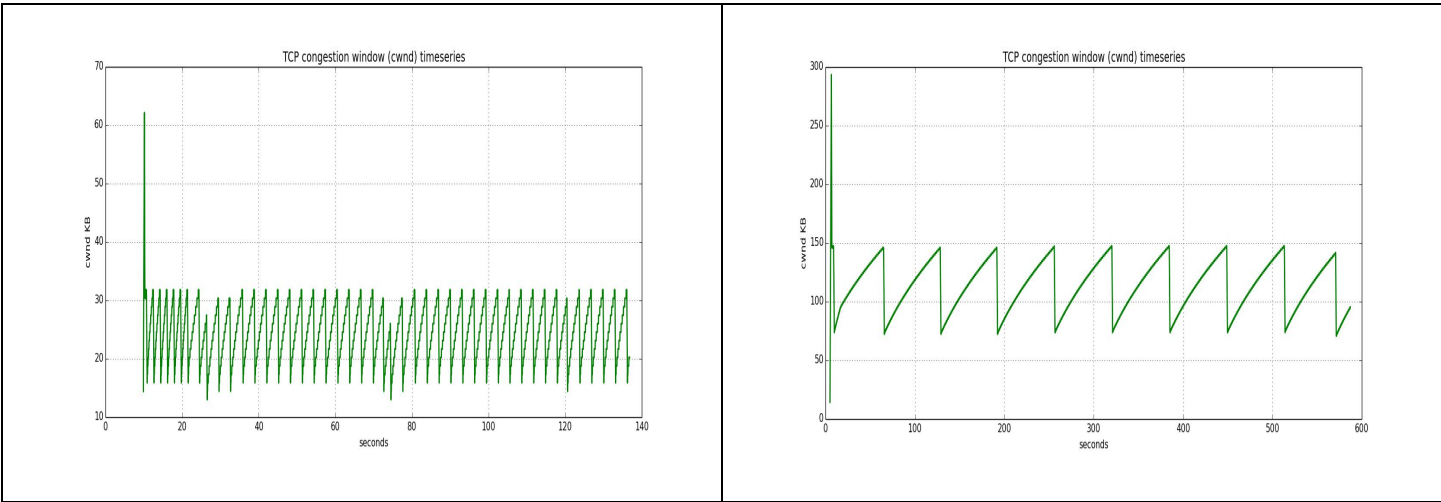 TCP congestion window (cwnd) timeseries
70
60
50
40
30
20
10
cwnd KB
0 20 40 60 80 100 120 140
seconds
TCP congestion window (cwnd) timeseries
300
250
200
150
100
50
0
cwnd KB
0 100 200 300 400 500 600
seconds